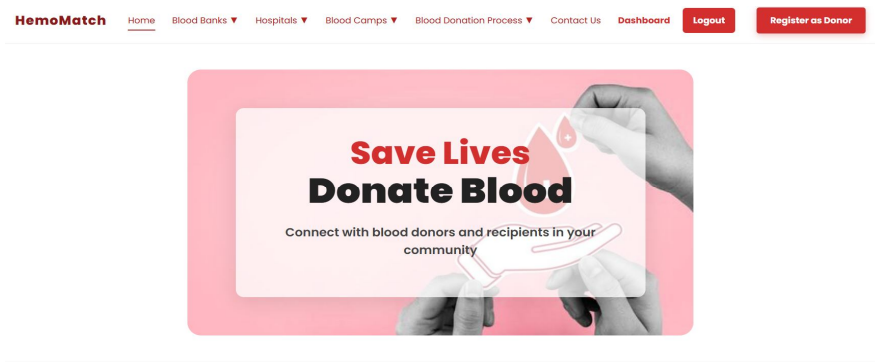 HemoMatch
Home
Blood Banks ▼
Hospitals ▼
Blood Camps ▼
Blood Donation Process ▼
Contact Us
Dashboard
Logout
Register as Donor
Save Lives
Donate Blood
Connect with blood donors and recipients in your
community